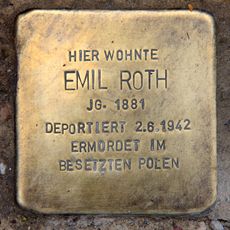 HIER WOHNTE
EMIL ROTH
JG. 1881
DEPORTIERT 2.6.1942
ERMORDET IM
BESETZTEN POLEN